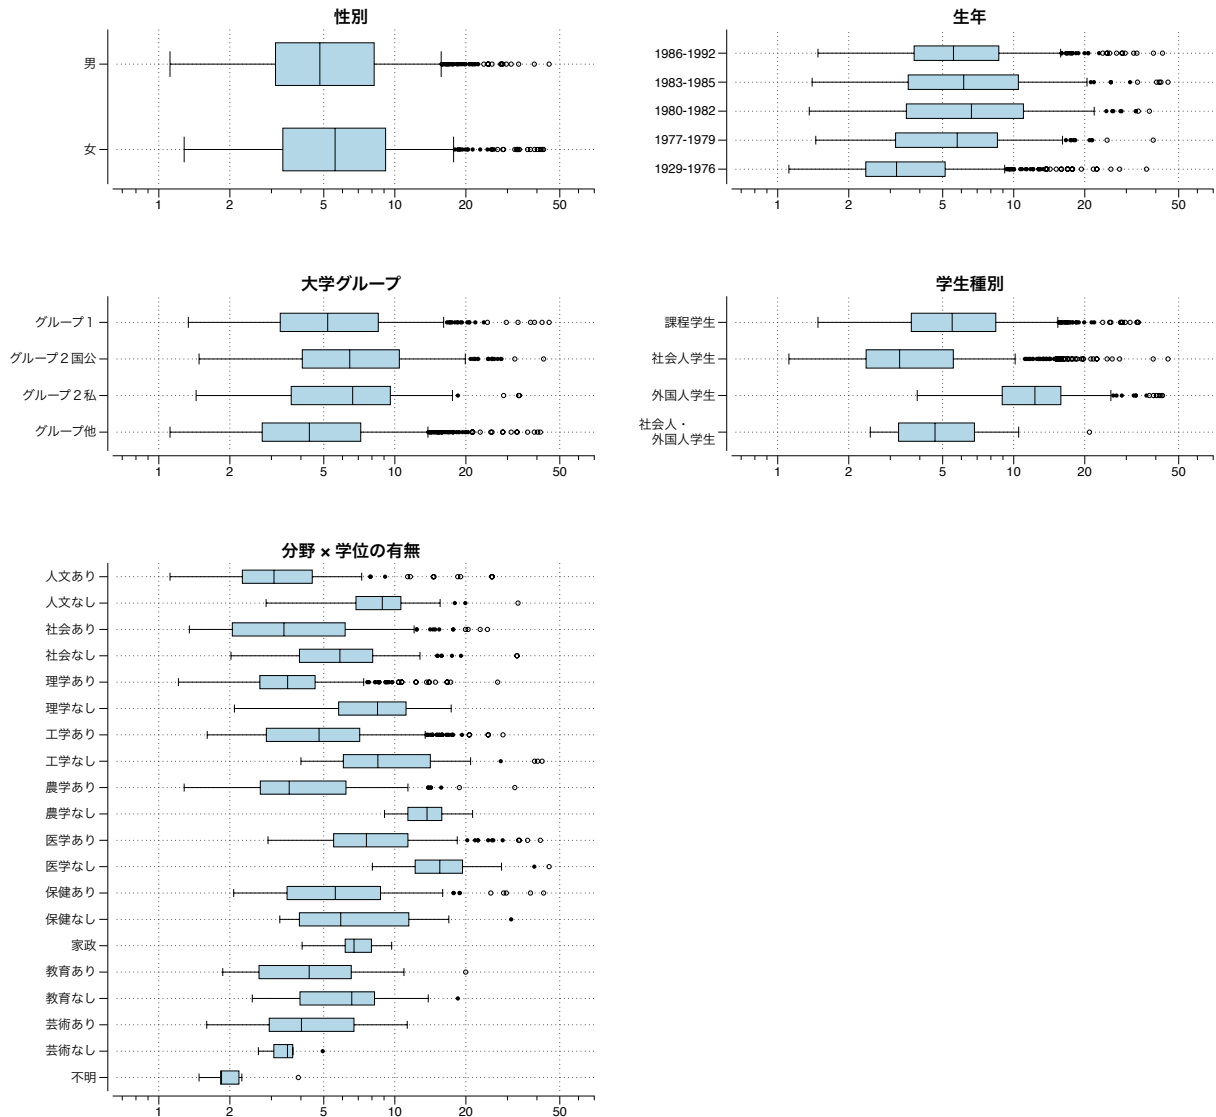 性別
男
女
1 2 5 10 20 50
生年
1986-1992
1983-1985
1980-1982
1977-1979
1929-1976
1 2 5 10 20 50
大学グループ
グループ1
グループ2国公
グループ2私
グループ他
1 2 5 10 20 50
学生種別
課程学生
社会人学生
外国人学生
社会人・
外国人学生
1 2 5 10 20 50
分野 × 学位の有無
人文あり
人文なし
社会あり
社会なし
理学あり
理学なし
工学あり
工学なし
農学あり
農学なし
医学あり
医学なし
保健あり
保健なし
家政
教育あり
教育なし
芸術あり
芸術なし
不明
1 2 5 10 20 50